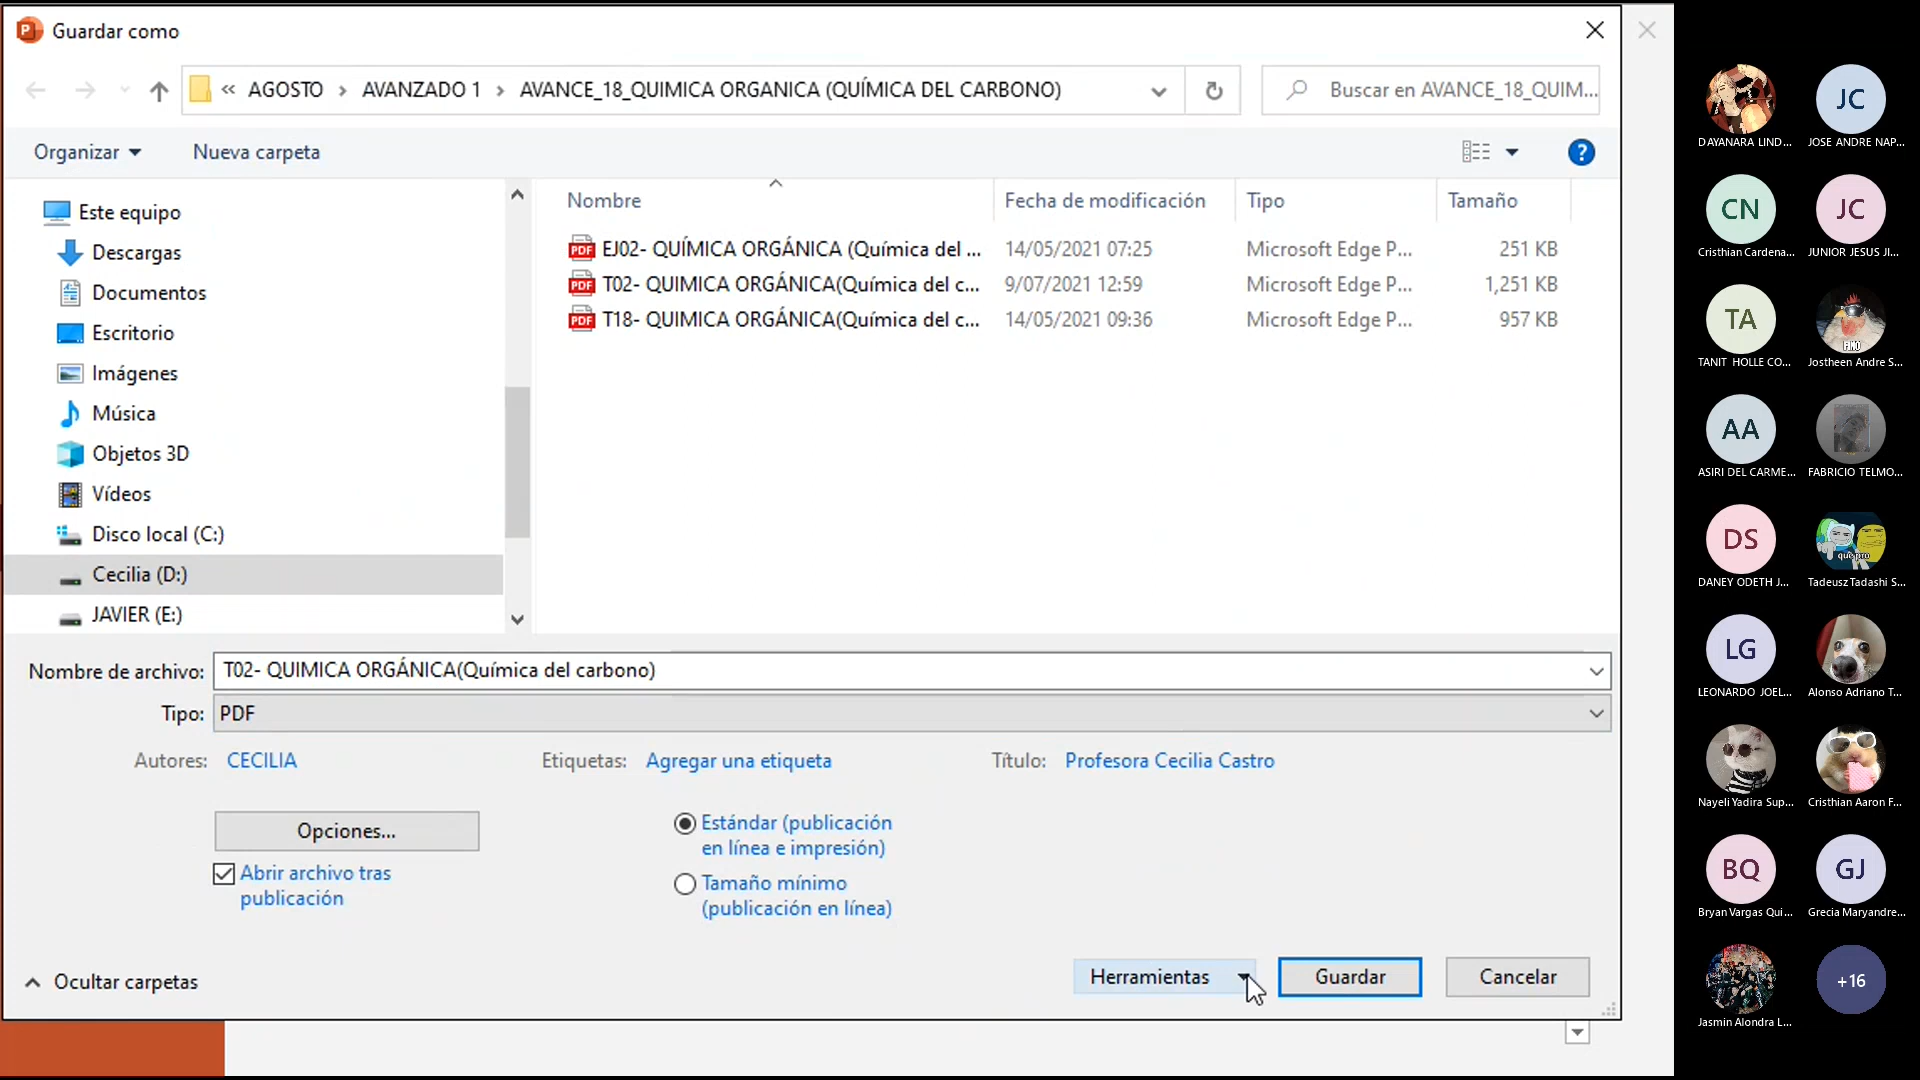 Guardar como
« AGOSTO › AVANZADO 1 › AVANCE_18_QUIMICA ORGANICA (QUÍMICA DEL CARBONO)
Buscar en AVANCE_18_QUIM...
Organizar
Nueva carpeta
Este equipo
Descargas
Documentos
Escritorio
Imágenes
Música
Objetos 3D
Vídeos
Disco local (C:)
Cecilia (D:)
JAVIER (E:)
Nombre Fecha de modificación Tipo Tamaño
EJ02- QUÍMICA ORGÁNICA (Química del ... 14/05/2021 07:25 Microsoft Edge P... 251 KB
T02- QUIMICA ORGÁNICA(Química del c... 9/07/2021 12:59 Microsoft Edge P... 1,251 KB
T18- QUIMICA ORGÁNICA(Química del c... 14/05/2021 09:36 Microsoft Edge P... 957 KB
Nombre de archivo: T02- QUIMICA ORGÁNICA(Química del carbono)
Tipo: PDF
Autores: CECILIA Etiquetas: Agregar una etiqueta Título: Profesora Cecilia Castro
Opciones...
Abrir archivo tras
publicación
Estándar (publicación
en línea e impresión)
Tamaño mínimo
(publicación en línea)
Ocultar carpetas
Herramientas
Guardar
Cancelar
JC
DAYANARA LIND... JOSE ANDRE NAP...
CN JC
Cristhian Cardena... JUNIOR JESUS JI...
TA FINO
TANIT HOLLE CO... Jostheen Andre S...
AA
ASIRI DEL CARME... FABRICIO TELMO...
DS que pro
DANEY ODETH J... Tadeusz Tadashi S...
LG
LEONARDO JOEL... Alonso Adriano T...
Nayeli Yadira Sup... Cristhian Aaron F...
BQ GJ
Bryan Vargas Qui... Grecia Maryandre...
+16
Jasmin Alondra L...